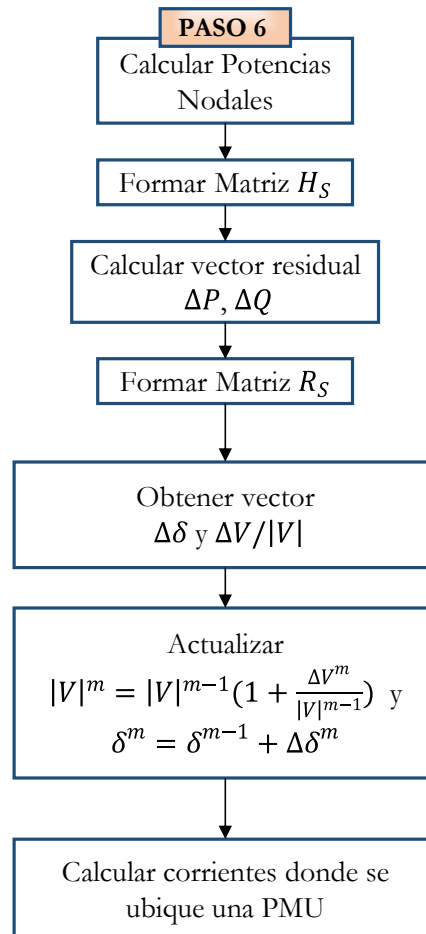 PASO 6
Calcular Potencias
Nodales
Formar Matriz $H_S$
Calcular vector residual
$\Delta P, \Delta Q$
Formar Matriz $R_S$
Obtener vector
$\Delta\delta$ y $\Delta V/|V|$
Actualizar
$|V|^m = |V|^{m-1}(1 + \frac{\Delta V^m}{|V|^{m-1}})$ y
$\delta^m = \delta^{m-1} + \Delta\delta^m$
Calcular corrientes donde se
ubique una PMU